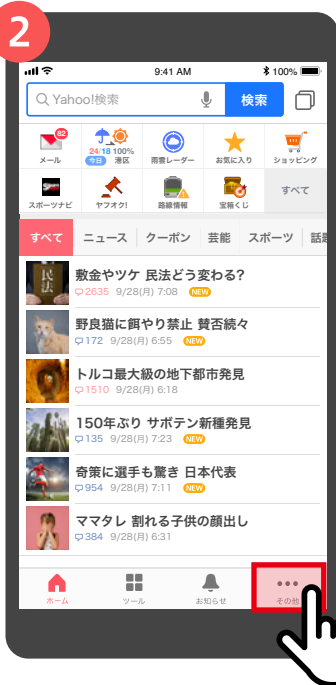 2
9:41 AM
100%
Yahoo!検索
検索
92
24/18 100%
今日 港区
メール
雨雲レーダー
お気に入り
ショッピング
スポーツナビ
ヤフオク!
路線情報
宝箱くじ
すべて
すべて ニュース クーポン 芸能 スポーツ 話題
民法
敷金やツケ 民法どう変わる?
2635 9/28(月) 7:08 NEW
野良猫に餌やり禁止 賛否続々
172 9/28(月) 6:55 NEW
トルコ最大級の地下都市発見
1510 9/28(月) 6:18
150年ぶり サボテン新種発見
135 9/28(月) 7:23 NEW
奇策に選手も驚き 日本代表
954 9/28(月) 7:11 NEW
ママタレ 割れる子供の顔出し
384 9/28(月) 6:31
ホーム
ツール
お知らせ
その他